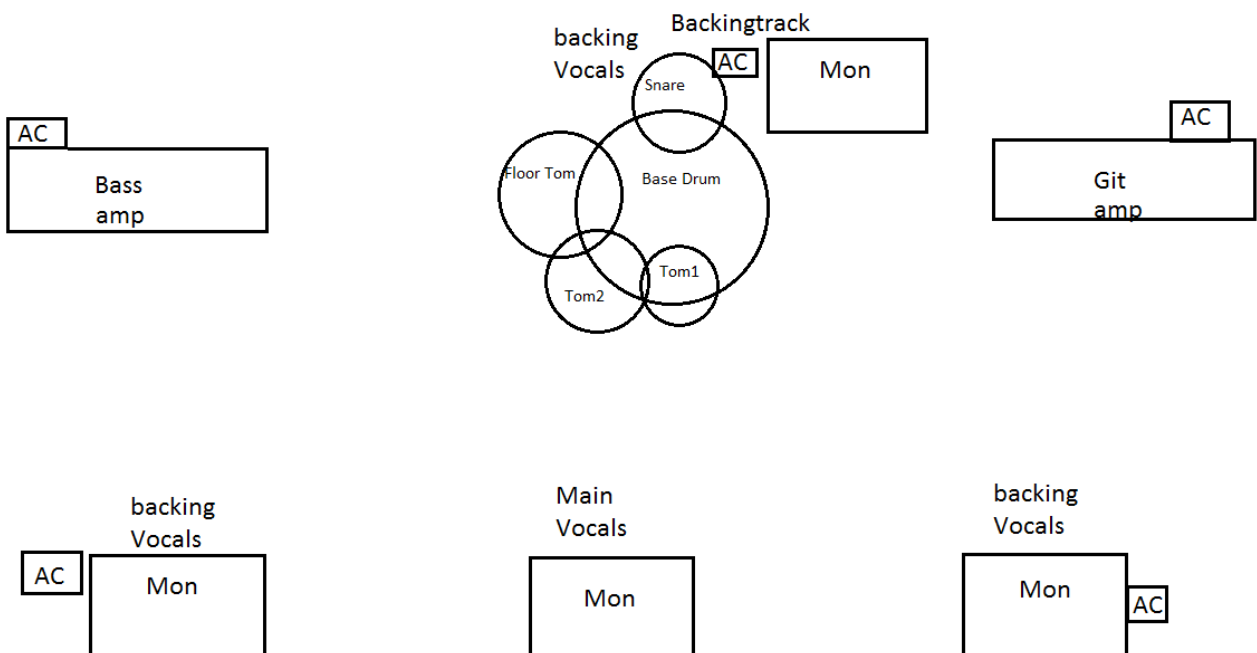 Backingtrack
backing
Vocals
AC
Mon
Snare
AC
AC
Floor Tom
Base Drum
Bass
amp
Git
amp
Tom1
Tom2
backing
Vocals
Main
Vocals
backing
Vocals
AC
Mon
Mon
Mon
AC